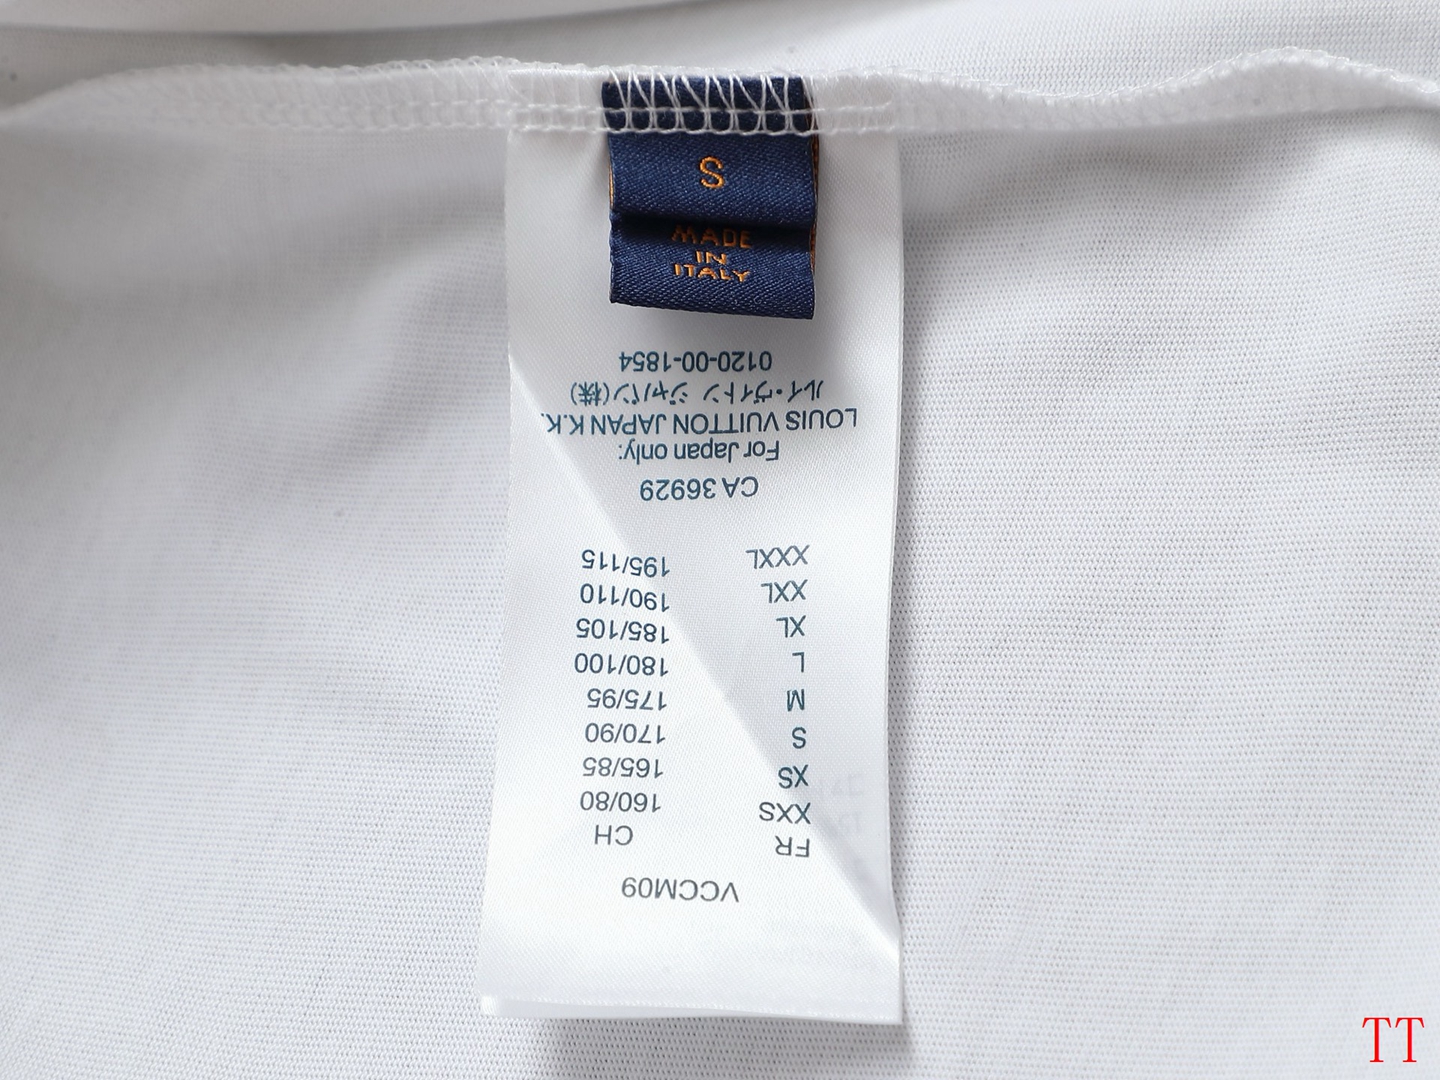 S
MADE
IN
ITALY
VCCM09
FR CH
XXS 160/80
XS 165/85
S 170/90
M 175/95
L 180/100
XL 185/105
XXL 190/110
XXXL 195/115
CA 36929
For Japan only:
LOUIS VUITTON JAPAN K.K.
ルイ・ヴィトン ジャパン(株)
0120-00-1854
TT